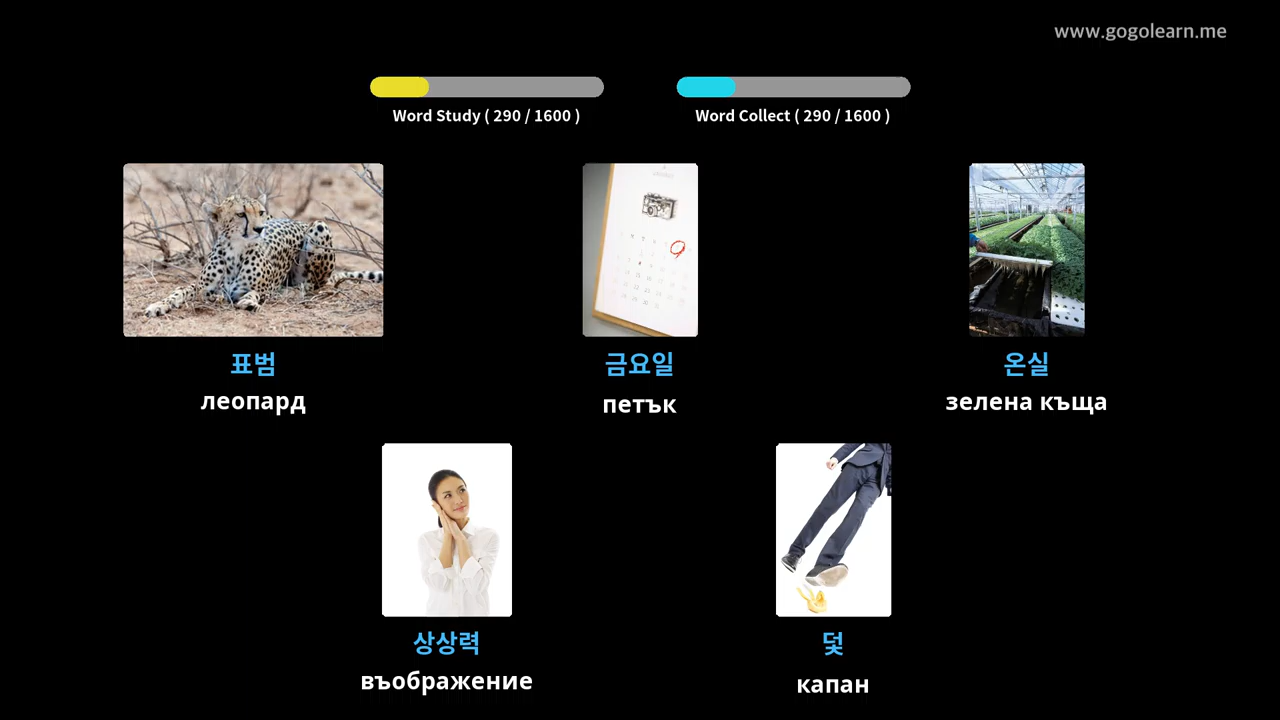 www.gogolearn.me
Word Study ( 290 / 1600 )
Word Collect ( 290 / 1600 )
표범
леопард
금요일
петък
온실
зелена къща
상상력
въображение
덫
капан